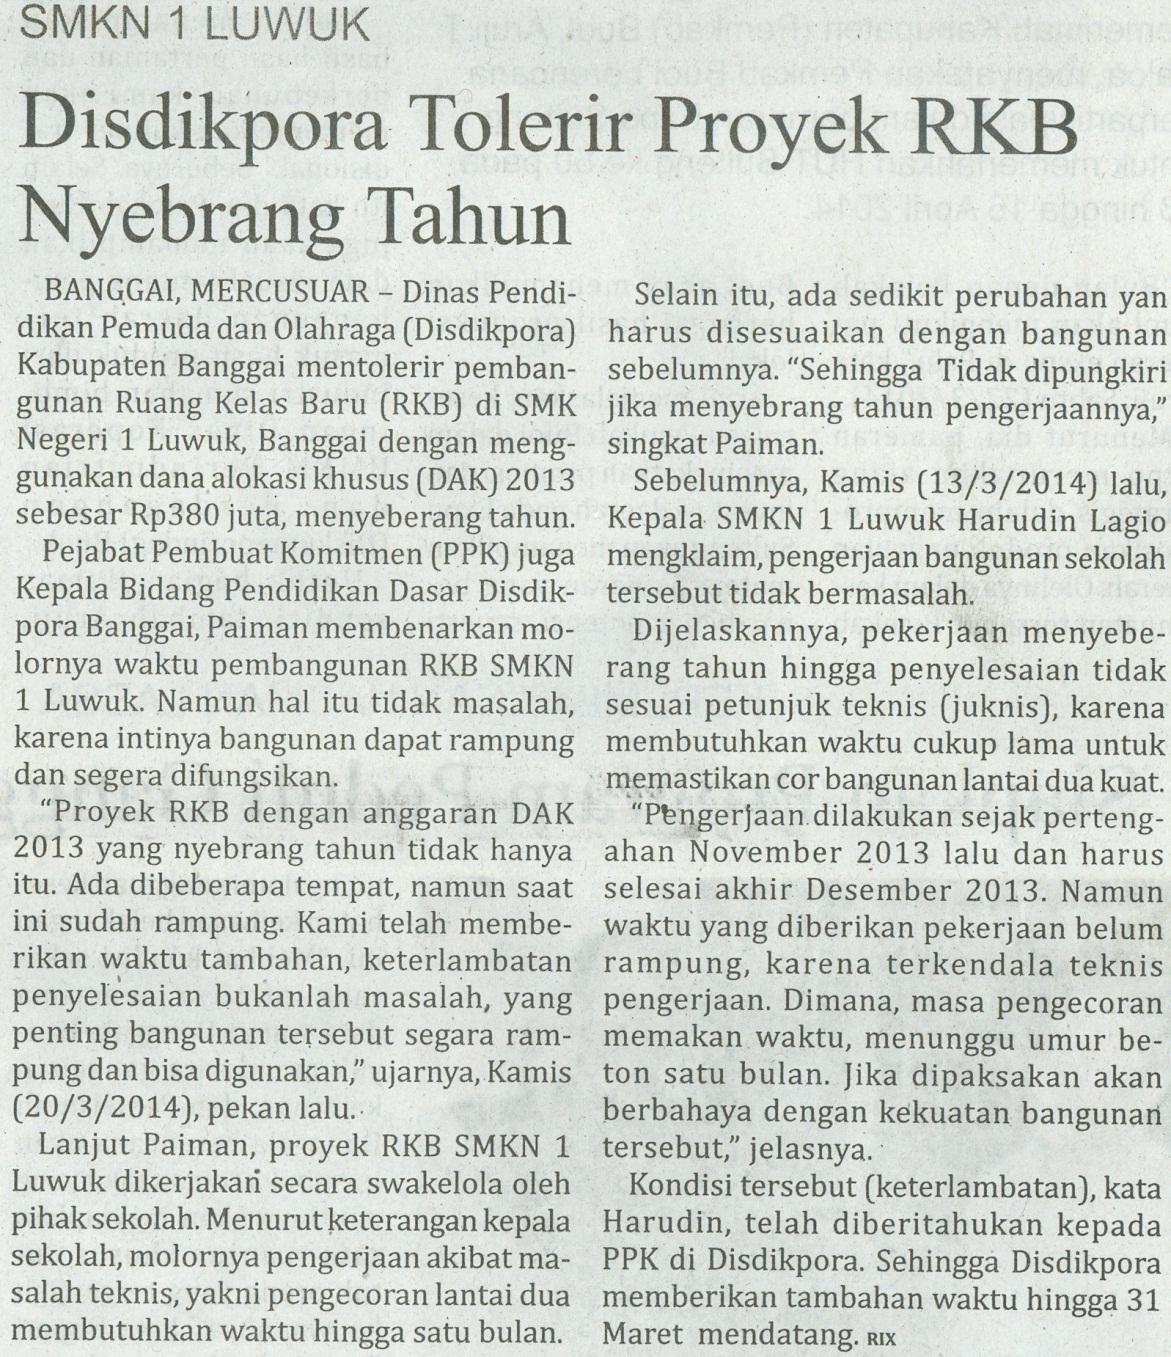 SMKN 1 LUWUK
Disdikpora Tolerir Proyek RKB
Nyebrang Tahun
BANGGAI, MERCUSUAR – Dinas Pendi-
dikan Pemuda dan Olahraga (Disdikpora)
Kabupaten Banggai mentolerir pemban-
gunan Ruang Kelas Baru (RKB) di SMK
Negeri 1 Luwuk, Banggai dengan meng-
gunakan dana alokasi khusus (DAK) 2013
sebesar Rp380 juta, menyeberang tahun.
Pejabat Pembuat Komitmen (PPK) juga
Kepala Bidang Pendidikan Dasar Disdik-
pora Banggai, Paiman membenarkan mo-
lornya waktu pembangunan RKB SMKN
1 Luwuk. Namun hal itu tidak masalah,
karena intinya bangunan dapat rampung
dan segera difungsikan.
“Proyek RKB dengan anggaran DAK
2013 yang nyebrang tahun tidak hanya
itu. Ada dibeberapa tempat, namun saat
ini sudah rampung. Kami telah membe-
rikan waktu tambahan, keterlambatan
penyelesaian bukanlah masalah, yang
penting bangunan tersebut segara ram-
pung dan bisa digunakan,” ujarnya, Kamis
(20/3/2014), pekan lalu.
Lanjut Paiman, proyek RKB SMKN 1
Luwuk dikerjakan secara swakelola oleh
pihak sekolah. Menurut keterangan kepala
sekolah, molornya pengerjaan akibat ma-
salah teknis, yakni pengecoran lantai dua
membutuhkan waktu hingga satu bulan.
Selain itu, ada sedikit perubahan yan
harus disesuaikan dengan bangunan
sebelumnya. “Sehingga Tidak dipungkiri
jika menyebrang tahun pengerjaannya,”
singkat Paiman.
Sebelumnya, Kamis (13/3/2014) lalu,
Kepala SMKN 1 Luwuk Harudin Lagio
mengklaim, pengerjaan bangunan sekolah
tersebut tidak bermasalah.
Dijelaskannya, pekerjaan menyebe-
rang tahun hingga penyelesaian tidak
sesuai petunjuk teknis (juknis), karena
membutuhkan waktu cukup lama untuk
memastikan cor bangunan lantai dua kuat.
“Pengerjaan dilakukan sejak perteng-
ahan November 2013 lalu dan harus
selesai akhir Desember 2013. Namun
waktu yang diberikan pekerjaan belum
rampung, karena terkendala teknis
pengerjaan. Dimana, masa pengecoran
memakan waktu, menunggu umur be-
ton satu bulan. Jika dipaksakan akan
berbahaya dengan kekuatan bangunan
tersebut,” jelasnya.
Kondisi tersebut (keterlambatan), kata
Harudin, telah diberitahukan kepada
PPK di Disdikpora. Sehingga Disdikpora
memberikan tambahan waktu hingga 31
Maret mendatang. RIX